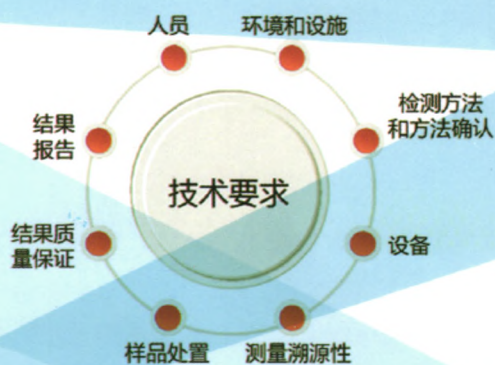 人员
环境和设施
检测方法
和方法确认
设备
测量溯源性
样品处置
结果质
量保证
结果
报告
技术要求